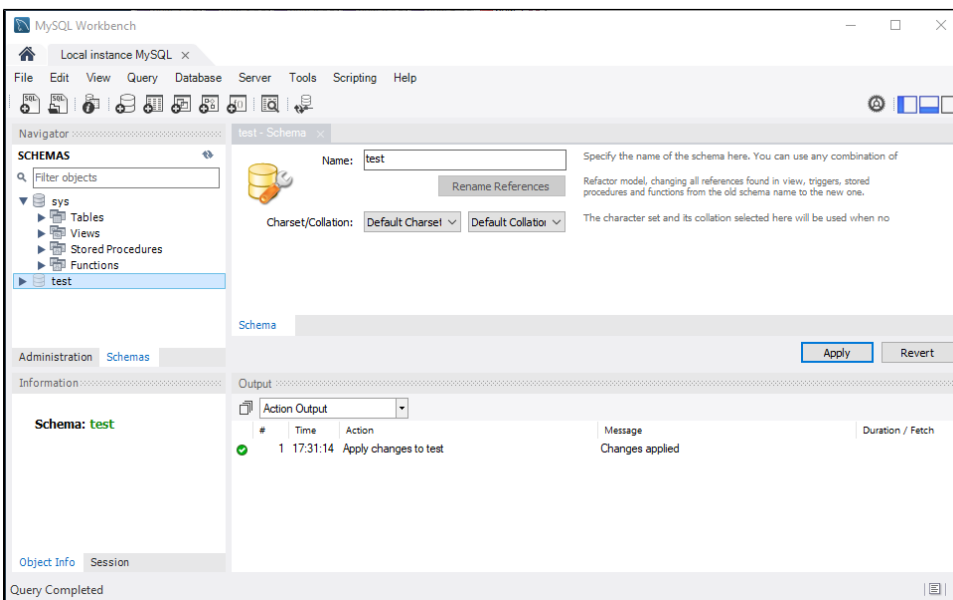 MySQL Workbench
Local instance MySQL
File Edit View Query Database Server Tools Scripting Help
Navigator
SCHEMAS
Filter objects
sys
Tables
Views
Stored Procedures
Functions
test
Administration Schemas
Information
Schema: test
Object Info Session
test - Schema
Name: test
Specify the name of the schema here. You can use any combination of
Rename References
Refactor model, changing all references found in view, triggers, stored
procedures and functions from the old schema name to the new one.
Charset/Collation: Default Charset Default Collation
The character set and its collation selected here will be used when no
Schema
Apply Revert
Output
Action Output
# Time Action Message Duration / Fetch
1 17:31:14 Apply changes to test Changes applied
Query Completed